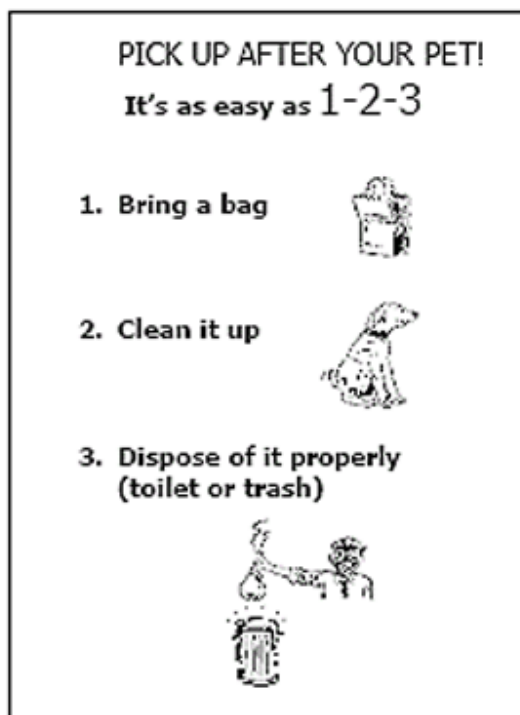 PICK UP AFTER YOUR PET!
It's as easy as 1-2-3
1. Bring a bag
2. Clean it up
3. Dispose of it properly
(toilet or trash)